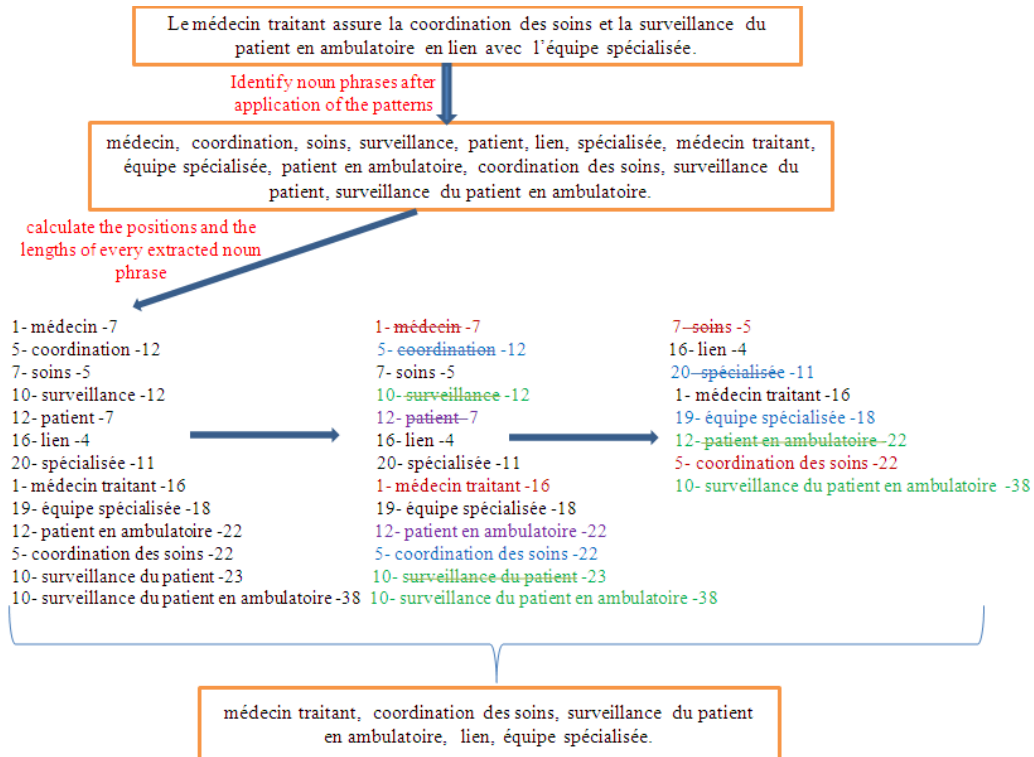 Le médecin traitant assure la coordination des soins et la surveillance du
patient en ambulatoire en lien avec l'équipe spécialisée.
Identify noun phrases after
application of the patterns
médecin, coordination, soins, surveillance, patient, lien, spécialisée, médecin traitant,
équipe spécialisée, patient en ambulatoire, coordination des soins, surveillance du
patient, surveillance du patient en ambulatoire.
calculate the positions and the
lengths of every extracted noun
phrase
1- médecin -7
5- coordination -12
7- soins -5
10- surveillance -12
12- patient -7
16- lien -4
20- spécialisée -11
1- médecin traitant -16
19- équipe spécialisée -18
12- patient en ambulatoire -22
5- coordination des soins -22
10- surveillance du patient -23
10- surveillance du patient en ambulatoire -38
1- médecin -7
5- coordination -12
7- soins -5
10- surveillance -12
12- patient -7
16- lien -4
20- spécialisée -11
1- médecin traitant -16
19- équipe spécialisée -18
12- patient en ambulatoire -22
5- coordination des soins -22
10- surveillance du patient -23
10- surveillance du patient en ambulatoire -38
7- soins -5
16- lien -4
20- spécialisée -11
1- médecin traitant -16
19- équipe spécialisée -18
12- patient en ambulatoire -22
5- coordination des soins -22
10- surveillance du patient en ambulatoire -38
médecin traitant, coordination des soins, surveillance du patient
en ambulatoire, lien, équipe spécialisée.